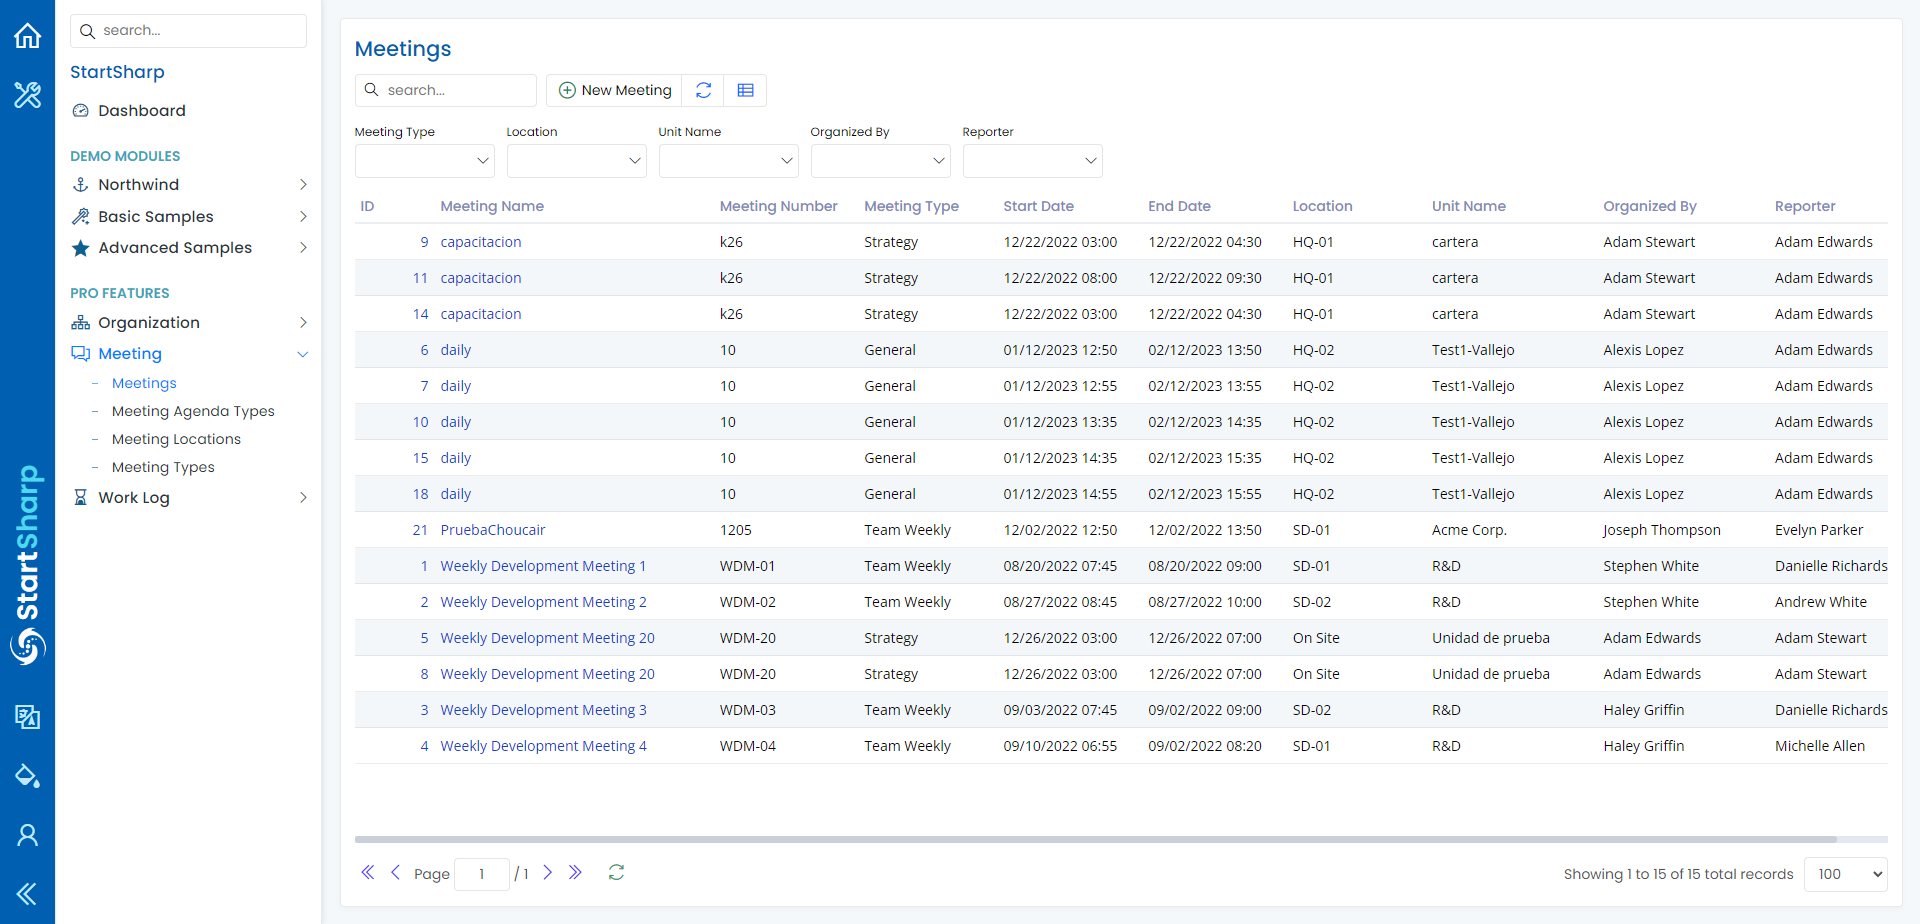 search...
StartSharp
Dashboard
DEMO MODULES
Northwind
Basic Samples
Advanced Samples
PRO FEATURES
Organization
Meeting
- Meetings
- Meeting Agenda Types
- Meeting Locations
- Meeting Types
Work Log
StartSharp
Meetings
search... New Meeting
Meeting Type Location Unit Name Organized By Reporter
ID Meeting Name Meeting Number Meeting Type Start Date End Date Location Unit Name Organized By Reporter
9 capacitacion k26 Strategy 12/22/2022 03:00 12/22/2022 04:30 HQ-01 cartera Adam Stewart Adam Edwards
11 capacitacion k26 Strategy 12/22/2022 08:00 12/22/2022 09:30 HQ-01 cartera Adam Stewart Adam Edwards
14 capacitacion k26 Strategy 12/22/2022 03:00 12/22/2022 04:30 HQ-01 cartera Adam Stewart Adam Edwards
6 daily 10 General 01/12/2023 12:50 02/12/2023 13:50 HQ-02 Test1-Vallejo Alexis Lopez Adam Edwards
7 daily 10 General 01/12/2023 12:55 02/12/2023 13:55 HQ-02 Test1-Vallejo Alexis Lopez Adam Edwards
10 daily 10 General 01/12/2023 13:35 02/12/2023 14:35 HQ-02 Test1-Vallejo Alexis Lopez Adam Edwards
15 daily 10 General 01/12/2023 14:35 02/12/2023 15:35 HQ-02 Test1-Vallejo Alexis Lopez Adam Edwards
18 daily 10 General 01/12/2023 14:55 02/12/2023 15:55 HQ-02 Test1-Vallejo Alexis Lopez Adam Edwards
21 PruebaChoucair 1205 Team Weekly 12/02/2022 12:50 12/02/2022 13:50 SD-01 Acme Corp. Joseph Thompson Evelyn Parker
1 Weekly Development Meeting 1 WDM-01 Team Weekly 08/20/2022 07:45 08/20/2022 09:00 SD-01 R&D Stephen White Danielle Richards
2 Weekly Development Meeting 2 WDM-02 Team Weekly 08/27/2022 08:45 08/27/2022 10:00 SD-02 R&D Stephen White Andrew White
5 Weekly Development Meeting 20 WDM-20 Strategy 12/26/2022 03:00 12/26/2022 07:00 On Site Unidad de prueba Adam Edwards Adam Stewart
8 Weekly Development Meeting 20 WDM-20 Strategy 12/26/2022 03:00 12/26/2022 07:00 On Site Unidad de prueba Adam Edwards Adam Stewart
3 Weekly Development Meeting 3 WDM-03 Team Weekly 09/03/2022 07:45 09/02/2022 09:00 SD-02 R&D Haley Griffin Danielle Richards
4 Weekly Development Meeting 4 WDM-04 Team Weekly 09/10/2022 06:55 09/02/2022 08:20 SD-01 R&D Haley Griffin Michelle Allen
Page 1 / 1
Showing 1 to 15 of 15 total records 100